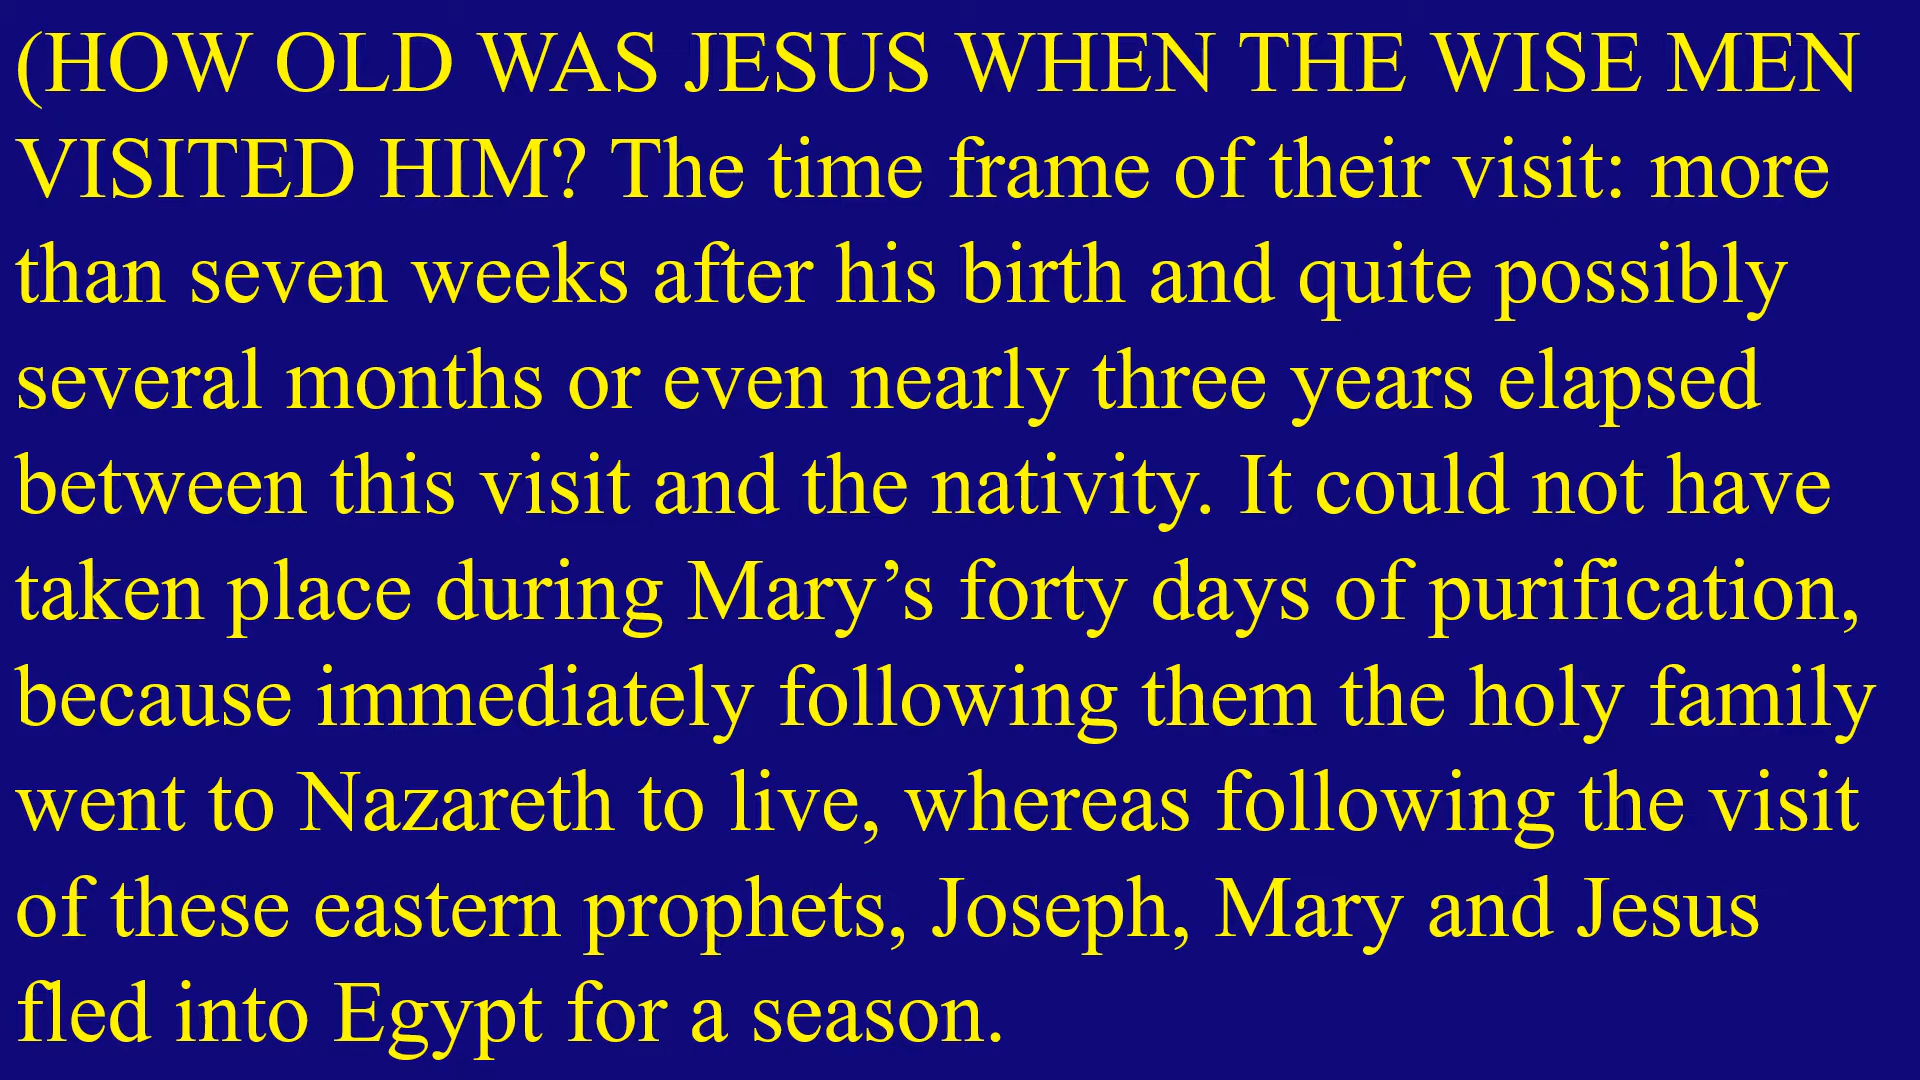 (HOW OLD WAS JESUS WHEN THE WISE MEN
VISITED HIM? The time frame of their visit: more
than seven weeks after his birth and quite possibly
several months or even nearly three years elapsed
between this visit and the nativity. It could not have
taken place during Mary’s forty days of purification,
because immediately following them the holy family
went to Nazareth to live, whereas following the visit
of these eastern prophets, Joseph, Mary and Jesus
fled into Egypt for a season.